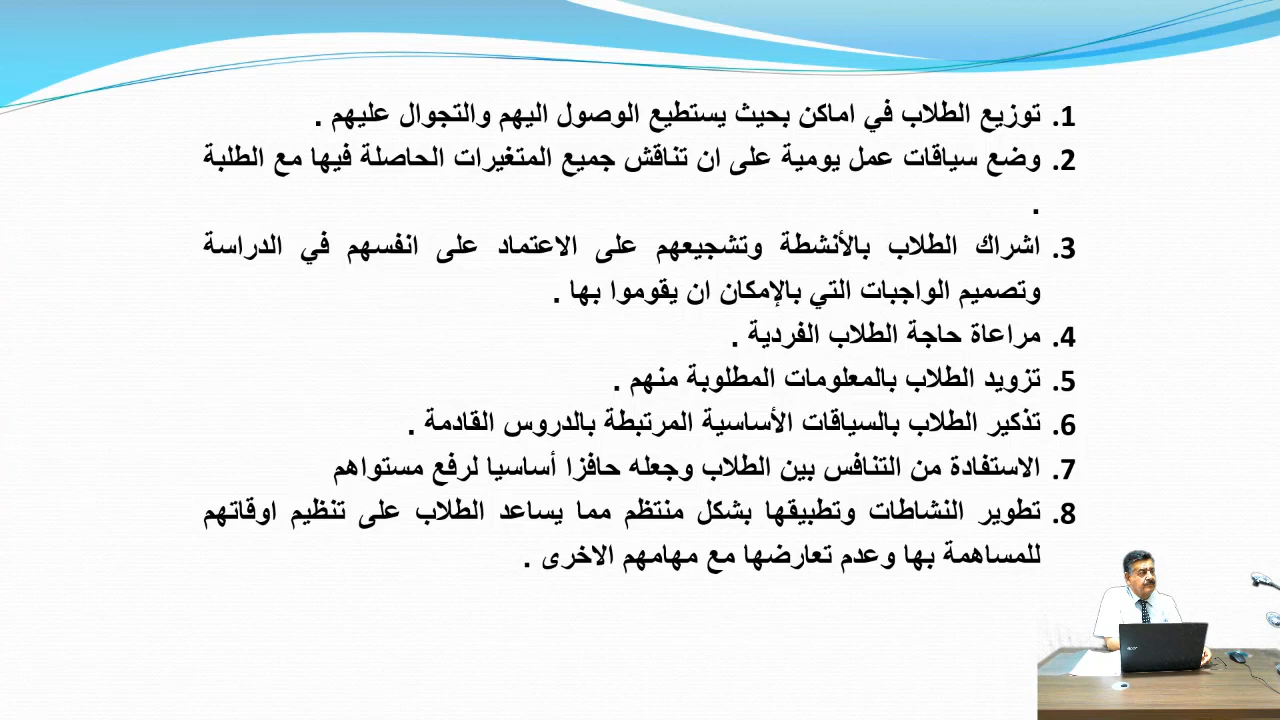 1. توزيع الطلاب في اماكن بحيث يستطيع الوصول اليهم والتجوال عليهم .
2. وضع سياقات عمل يومية على ان تناقش جميع المتغيرات الحاصلة فيها مع الطلبة
.
3. اشراك الطلاب بالأنشطة وتشجيعهم على الاعتماد على انفسهم في الدراسة
وتصميم الواجبات التي بالإمكان ان يقوموا بها .
4. مراعاة حاجة الطلاب الفردية .
5. تزويد الطلاب بالمعلومات المطلوبة منهم .
6. تذكير الطلاب بالسياقات الأساسية المرتبطة بالدروس القادمة .
7. الاستفادة من التنافس بين الطلاب وجعله حافزا أساسيا لرفع مستواهم
8. تطوير النشاطات وتطبيقها بشكل منتظم مما يساعد الطلاب على تنظيم اوقاتهم
للمساهمة بها وعدم تعارضها مع مهامهم الاخرى .
acer